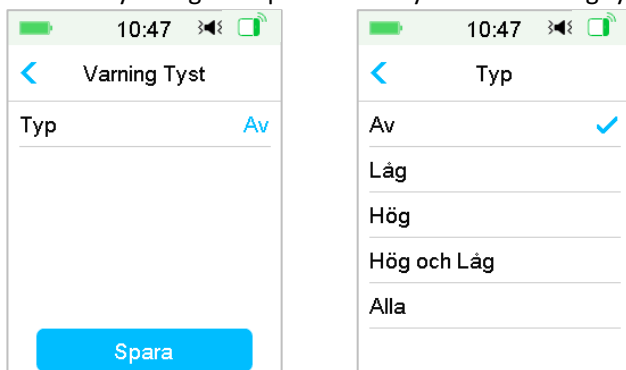 10:47
Varning Tyst
Typ Av
Spara
10:47
Typ
Av
Låg
Hög
Hög och Låg
Alla